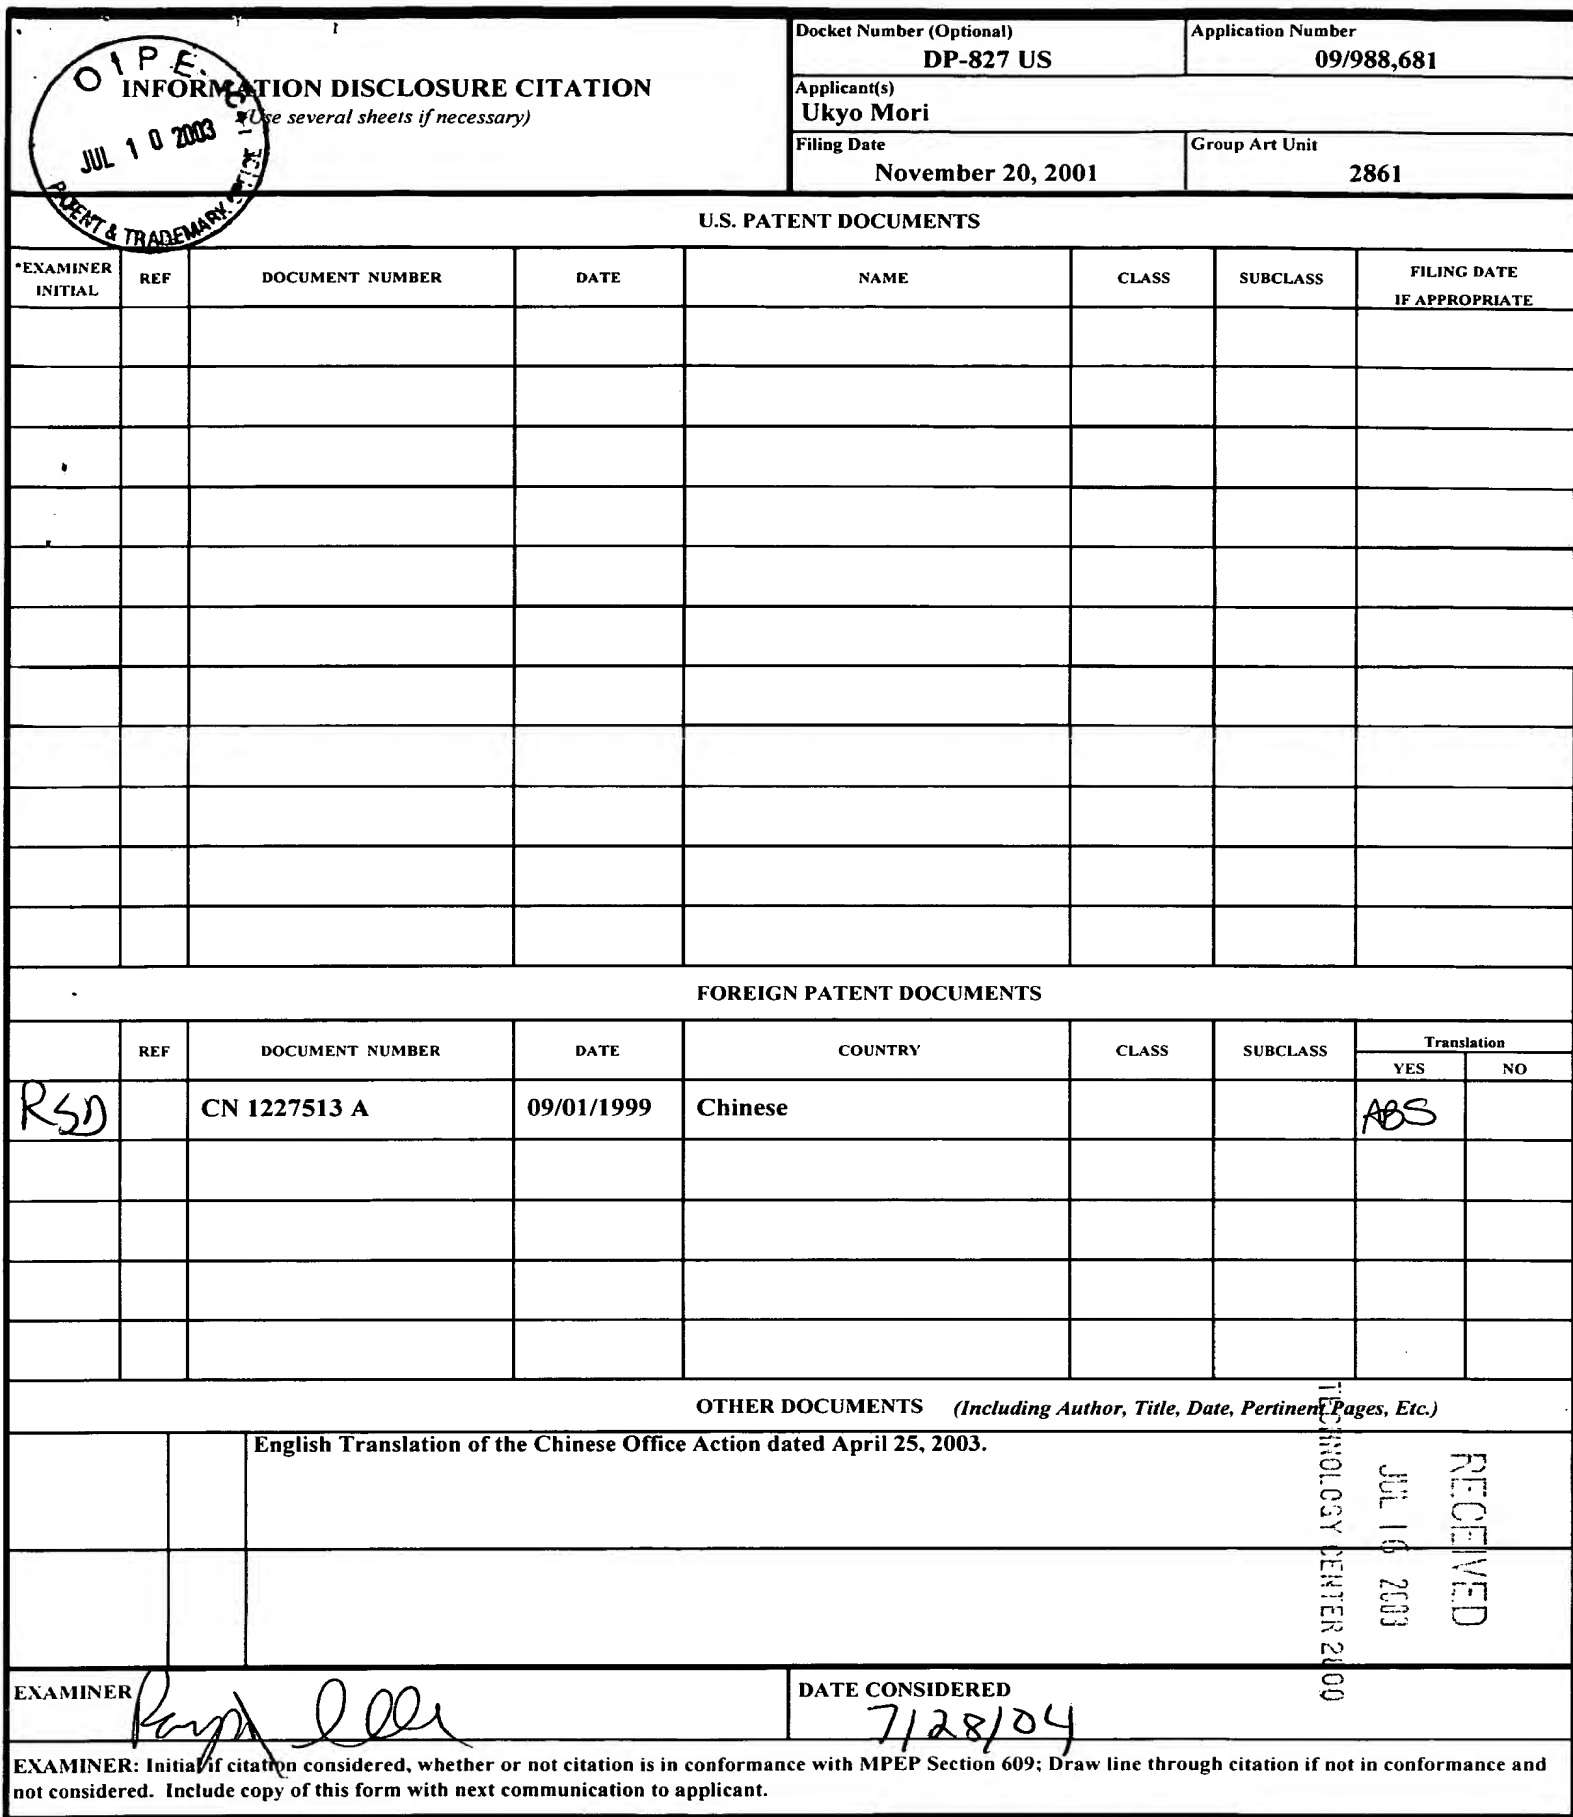 Docket Number (Optional)
DP-827 US
Application Number
09/988,681
INFORMATION DISCLOSURE CITATION
(Use several sheets if necessary)
Applicant(s)
Ukyo Mori
Filing Date
November 20, 2001
Group Art Unit
2861
OIPE
JUL 10 2003
PATENT & TRADEMARK OFFICE
U.S. PATENT DOCUMENTS
*EXAMINER INITIAL
REF
DOCUMENT NUMBER
DATE
NAME
CLASS
SUBCLASS
FILING DATE IF APPROPRIATE
FOREIGN PATENT DOCUMENTS
REF
DOCUMENT NUMBER
DATE
COUNTRY
CLASS
SUBCLASS
Translation
YES
NO
RSD
CN 1227513 A
09/01/1999
Chinese
ABS
OTHER DOCUMENTS (Including Author, Title, Date, Pertinent Pages, Etc.)
English Translation of the Chinese Office Action dated April 25, 2003.
RECEIVED
JUL 16 2003
TECHNOLOGY CENTER 2800
EXAMINER
DATE CONSIDERED
7/28/04
EXAMINER: Initial if citation considered, whether or not citation is in conformance with MPEP Section 609; Draw line through citation if not in conformance and
not considered. Include copy of this form with next communication to applicant.